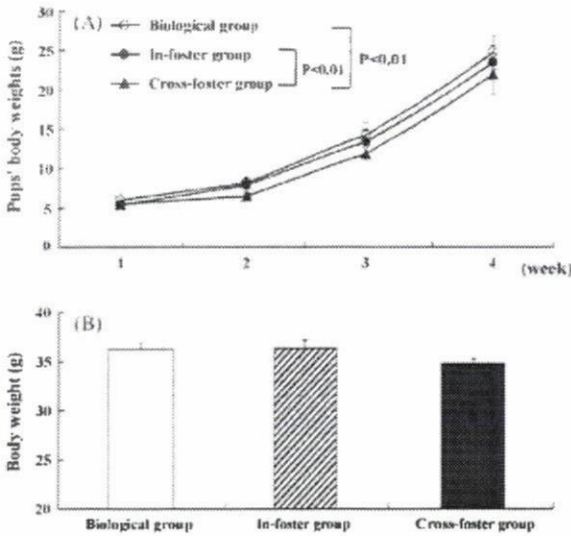 (A)
Biological group
In-foster group
Cross-foster group
P<0.01
P<0.01
Pups' body weights (g)
30
25
20
15
10
5
0
1 2 3 4 (week)
(B)
Body weight (g)
40
35
30
25
20
Biological group In-foster group Cross-foster group